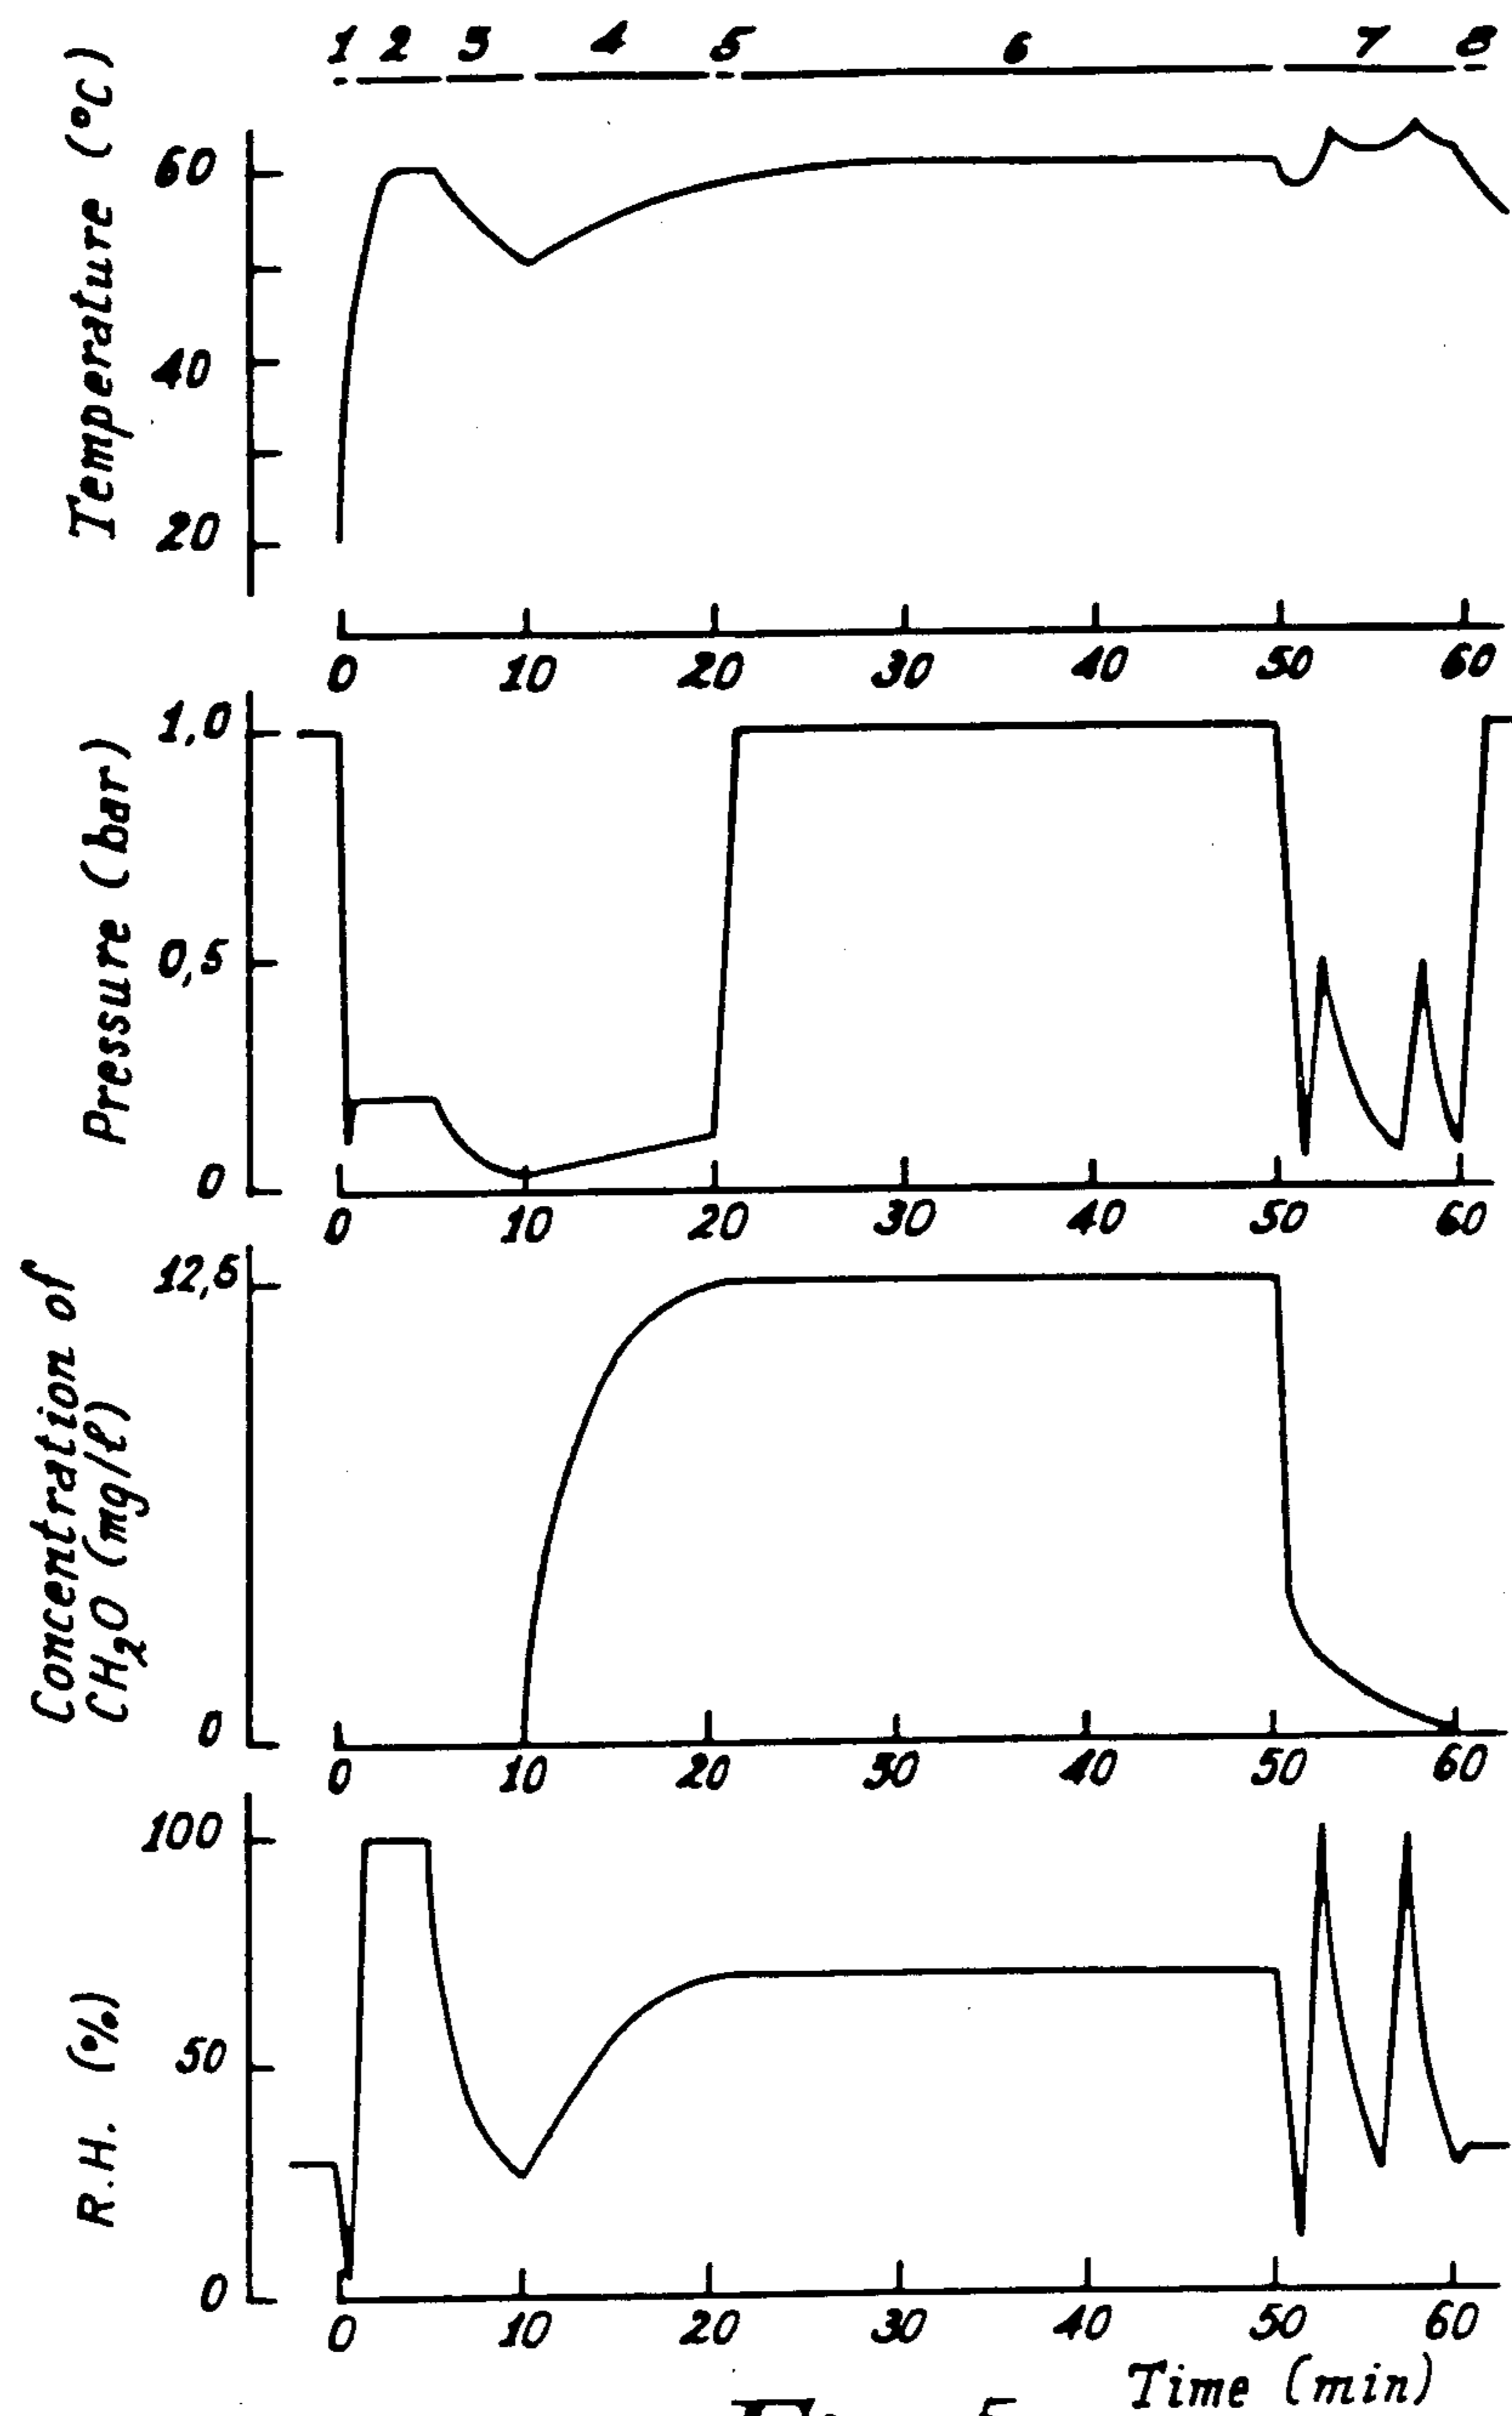 1 2 3 4 5 6 7 8
Temperature (°C)
60
40
20
0 10 20 30 40 50 60
Pressure (bar)
1,0
0,5
0
0 10 20 30 40 50 60
Concentration of
CH₂O (mg/ℓ)
12,5
0
0 10 20 30 40 50 60
R.H. (%)
100
50
0
0 10 20 30 40 50 60
Time (min)